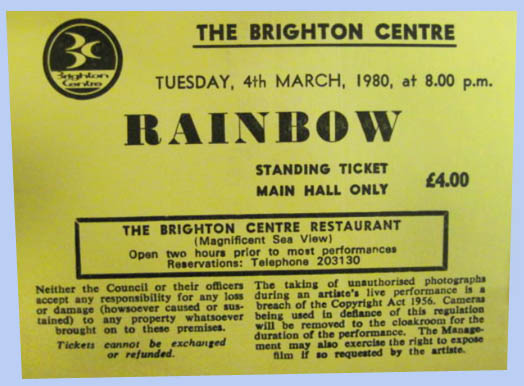 Brighton
Centre
THE BRIGHTON CENTRE
TUESDAY, 4th MARCH, 1980, at 8.00 p.m.
RAINBOW
STANDING TICKET
MAIN HALL ONLY
£4.00
THE BRIGHTON CENTRE RESTAURANT
(Magnificent Sea View)
Open two hours prior to most performances
Reservations: Telephone 203130
Neither the Council or their officers
accept any responsibility for any loss
or damage (howsoever caused or sus-
tained) to any property whatsoever
brought on to these premises.
Tickets cannot be exchanged
or refunded.
The taking of unauthorised photographs
during an artiste's live performance is a
breach of the Copyright Act 1956. Cameras
being used in defiance of this regulation
will be removed to the cloakroom for the
duration of the performance. The Manage-
ment may also exercise the right to expose
film if so requested by the artiste.